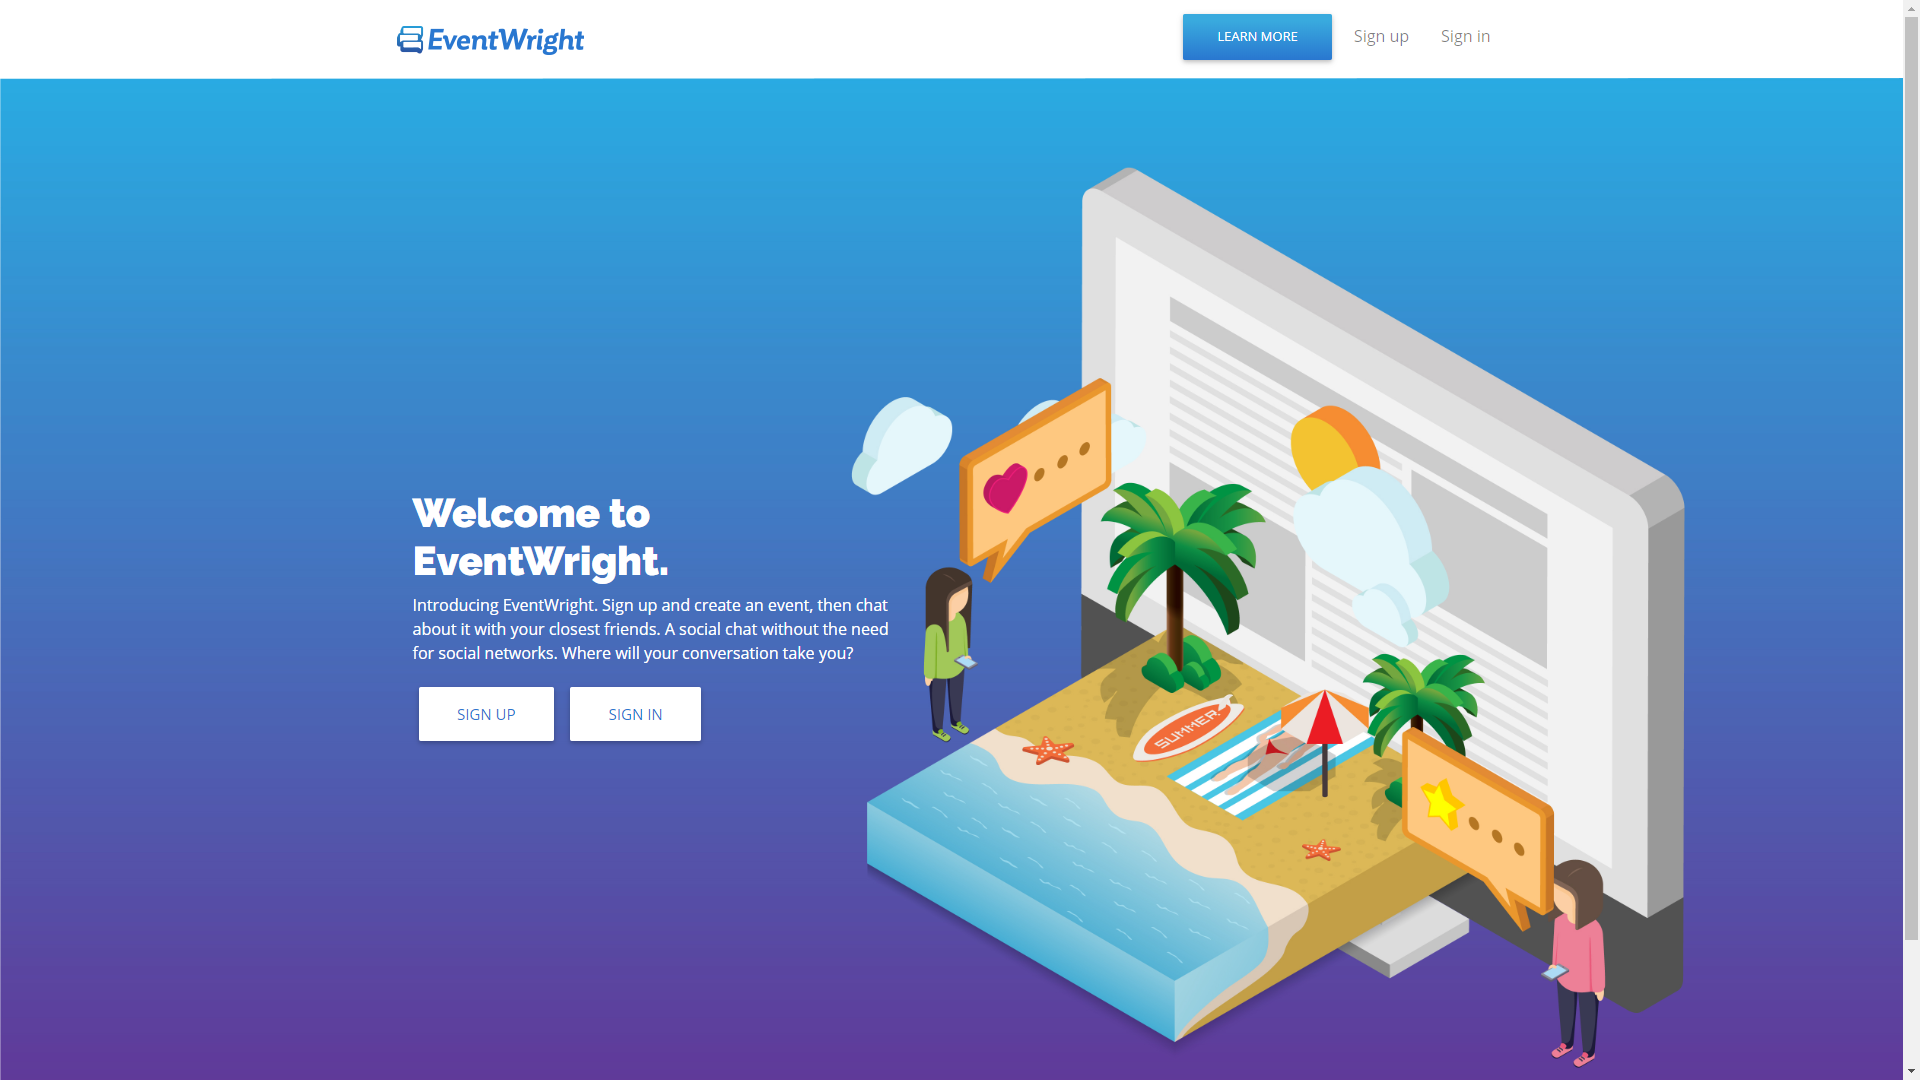 EventWright
LEARN MORE
Sign up
Sign in
Welcome to
EventWright.
Introducing EventWright. Sign up and create an event, then chat
about it with your closest friends. A social chat without the need
for social networks. Where will your conversation take you?
SIGN UP
SIGN IN
SUMMER